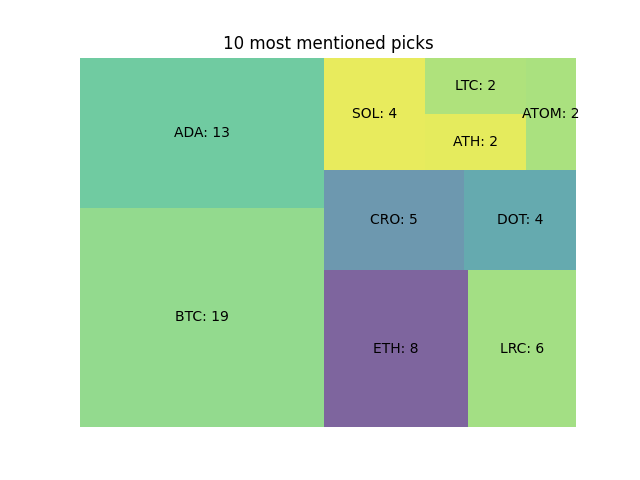 10 most mentioned picks
ADA: 13
SOL: 4
LTC: 2
ATOM: 2
ATH: 2
CRO: 5
DOT: 4
BTC: 19
ETH: 8
LRC: 6